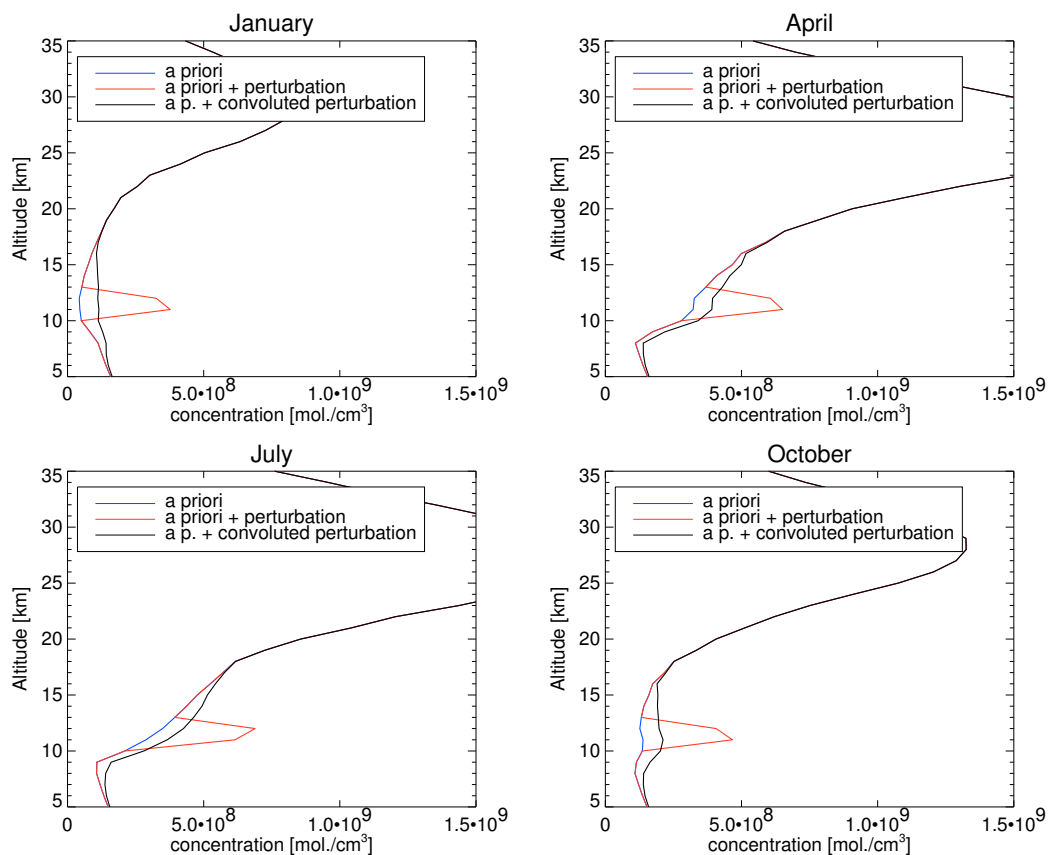 January
35
30
25
20
15
10
5
Altitude [km]
a priori
a priori + perturbation
a p. + convoluted perturbation
0
5.0•10⁸
1.0•10⁹
1.5•10⁹
concentration [mol./cm³]
April
35
30
25
20
15
10
5
Altitude [km]
a priori
a priori + perturbation
a p. + convoluted perturbation
0
5.0•10⁸
1.0•10⁹
1.5•10⁹
concentration [mol./cm³]
July
35
30
25
20
15
10
5
Altitude [km]
a priori
a priori + perturbation
a p. + convoluted perturbation
0
5.0•10⁸
1.0•10⁹
1.5•10⁹
concentration [mol./cm³]
October
35
30
25
20
15
10
5
Altitude [km]
a priori
a priori + perturbation
a p. + convoluted perturbation
0
5.0•10⁸
1.0•10⁹
1.5•10⁹
concentration [mol./cm³]